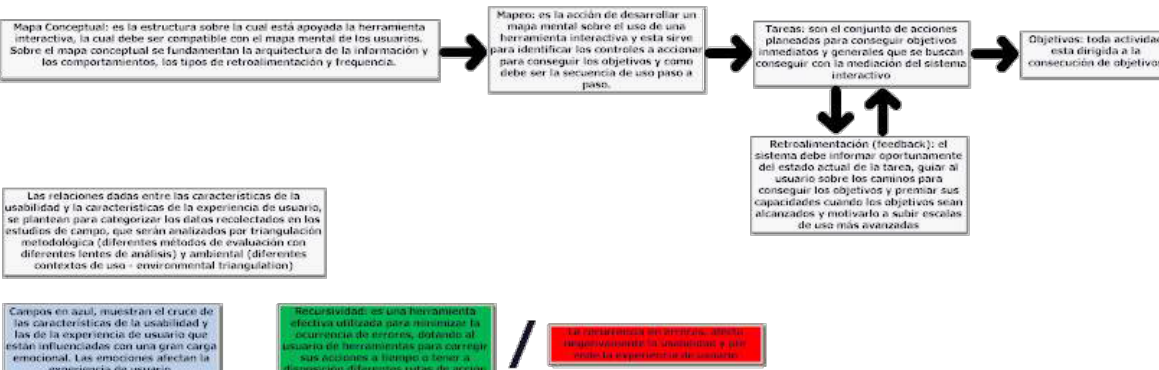 Mapa Conceptual: es la estructura sobre la cual está apoyada la herramienta
interactiva, la cual debe ser compatible con el mapa mental de los usuarios.
Sobre el mapa conceptual se fundamentan la arquitectura de la información y
los comportamientos, los tipos de retroalimentación y frequencia.
Mapeo: es la acción de desarrollar un
mapa mental sobre el uso de una
herramienta interactiva y esta sirve
para identificar los controles a accionar
para conseguir los objetivos y como
debe ser la secuencia de uso paso a
paso.
Tareas: son el conjunto de acciones
planeadas para conseguir objetivos
inmediatos y generales que se buscan
conseguir con la mediación del sistema
interactivo
Objetivos: toda actividad
esta dirigida a la
consecución de objetivos
Retroalimentación (feedback): el
sistema debe informar oportunamente
del estado actual de la tarea, guiar al
usuario sobre los caminos para
conseguir los objetivos y premiar sus
capacidades cuando los objetivos sean
alcanzados y motivarlo a subir escalas
de uso más avanzadas
Las relaciones dadas entre las características de la
usabilidad y la características de la experiencia de usuario,
se plantean para categorizar los datos recolectados en los
estudios de campo, que serán analizados por triangulación
metodológica (diferentes métodos de evaluación con
diferentes lentes de análisis) y ambiental (diferentes
contextos de uso - environmental triangulation)
Campos en azul, muestran el cruce de
las características de la usabilidad y
las de la experiencia de usuario que
están influenciadas con una gran carga
emocional. Las emociones afectan la
experiencia de usuario
Recursividad: es una herramienta
efectiva utilizada para minimizar la
ocurrencia de errores, dotando al
usuario de herramientas para corregir
sus acciones a tiempo o tener a
disposición diferentes rutas de acción
/
La ocurrencia de errores, afecta
negativamente la usabilidad y por
ende la experiencia de usuario